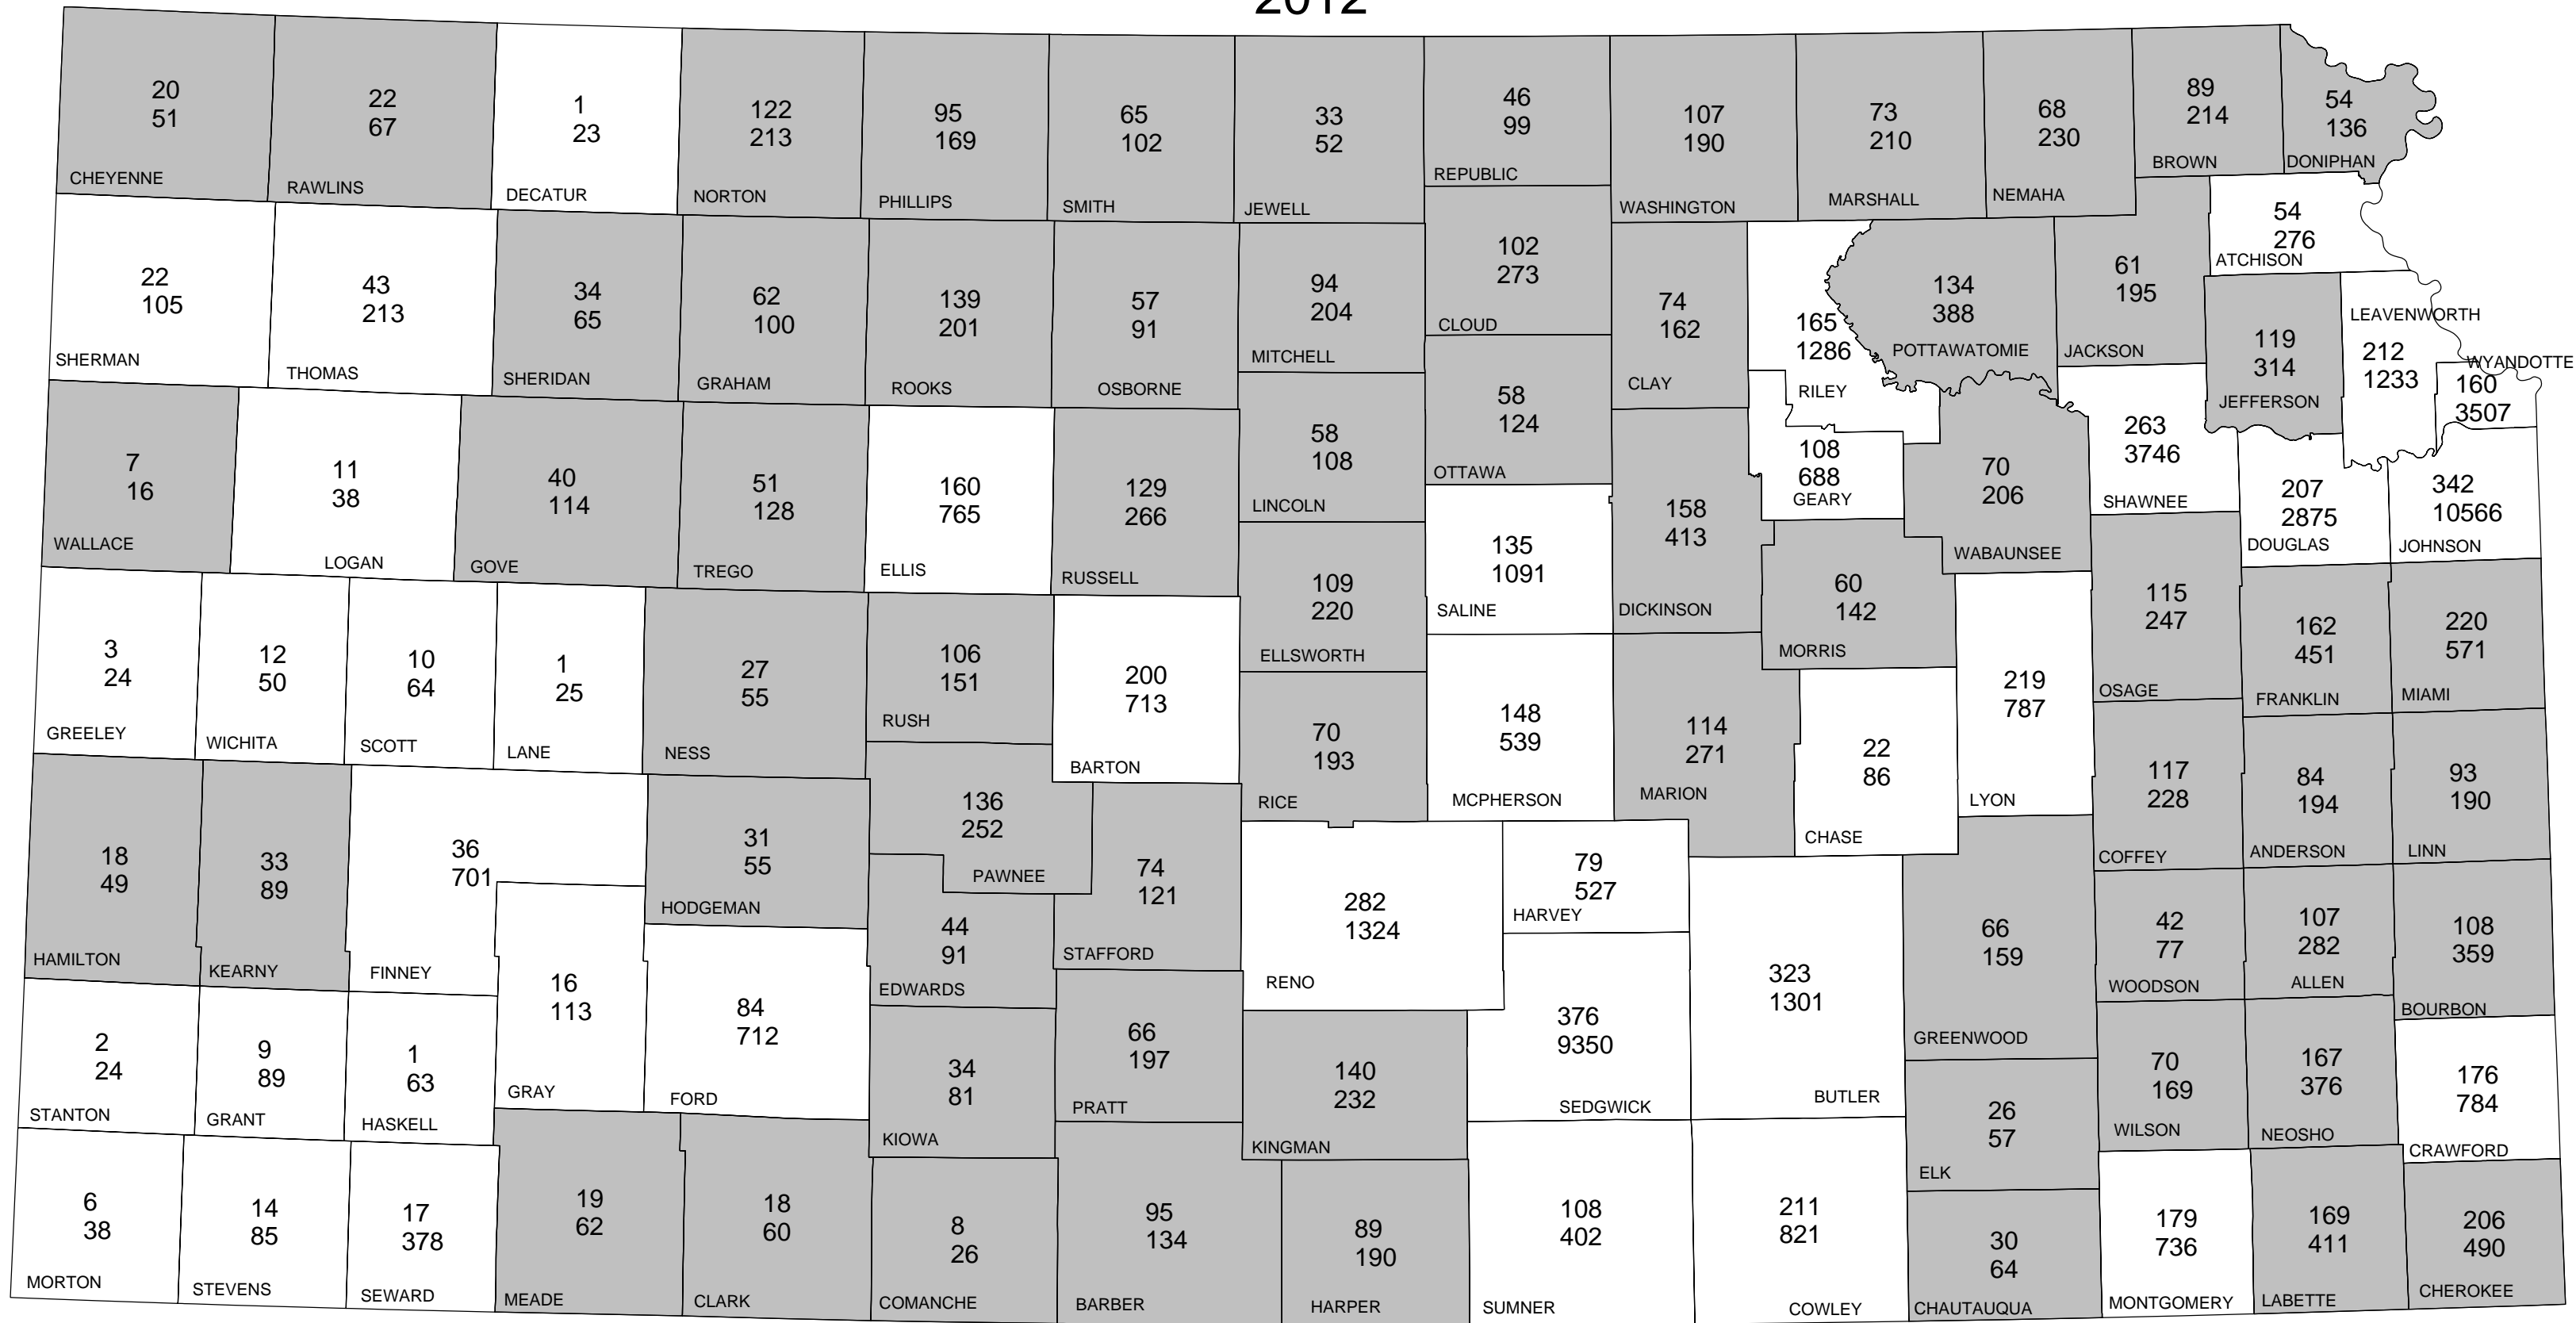 2012
20
51
CHEYENNE
22
67
RAWLINS
1
23
DECATUR
122
213
NORTON
95
169
PHILLIPS
65
102
SMITH
33
52
JEWELL
46
99
REPUBLIC
107
190
WASHINGTON
73
210
MARSHALL
68
230
NEMAHA
89
214
BROWN
54
136
DONIPHAN
22
105
SHERMAN
43
213
THOMAS
34
65
SHERIDAN
62
100
GRAHAM
139
201
ROOKS
57
91
OSBORNE
94
204
MITCHELL
102
273
CLOUD
74
162
CLAY
165
1286
RILEY
134
388
POTTAWATOMIE
61
195
JACKSON
54
276
ATCHISON
119
314
JEFFERSON
LEAVENWORTH
212
1233
WYANDOTTE
160
3507
7
16
WALLACE
11
38
LOGAN
40
114
GOVE
51
128
TREGO
160
765
ELLIS
129
266
RUSSELL
58
108
LINCOLN
58
124
OTTAWA
135
1091
SALINE
158
413
DICKINSON
108
688
GEARY
70
206
WABAUNSEE
263
3746
SHAWNEE
207
2875
DOUGLAS
342
10566
JOHNSON
3
24
GREELEY
12
50
WICHITA
10
64
SCOTT
1
25
LANE
27
55
NESS
106
151
RUSH
200
713
BARTON
109
220
ELLSWORTH
70
193
RICE
148
539
MCPHERSON
114
271
MARION
60
142
MORRIS
22
86
CHASE
219
787
LYON
115
247
OSAGE
162
451
FRANKLIN
220
571
MIAMI
18
49
HAMILTON
33
89
KEARNY
36
701
FINNEY
31
55
HODGEMAN
136
252
PAWNEE
74
121
STAFFORD
44
91
EDWARDS
282
1324
RENO
79
527
HARVEY
376
9350
SEDGWICK
323
1301
BUTLER
66
159
GREENWOOD
117
228
COFFEY
84
194
ANDERSON
93
190
LINN
42
77
WOODSON
107
282
ALLEN
108
359
BOURBON
2
24
STANTON
9
89
GRANT
1
63
HASKELL
16
113
GRAY
84
712
FORD
34
81
KIOWA
66
197
PRATT
140
232
KINGMAN
26
57
ELK
70
169
WILSON
167
376
NEOSHO
176
784
CRAWFORD
6
38
MORTON
14
85
STEVENS
17
378
SEWARD
19
62
MEADE
18
60
CLARK
8
26
COMANCHE
95
134
BARBER
89
190
HARPER
108
402
SUMNER
211
821
COWLEY
30
64
CHAUTAUQUA
179
736
MONTGOMERY
169
411
LABETTE
206
490
CHEROKEE